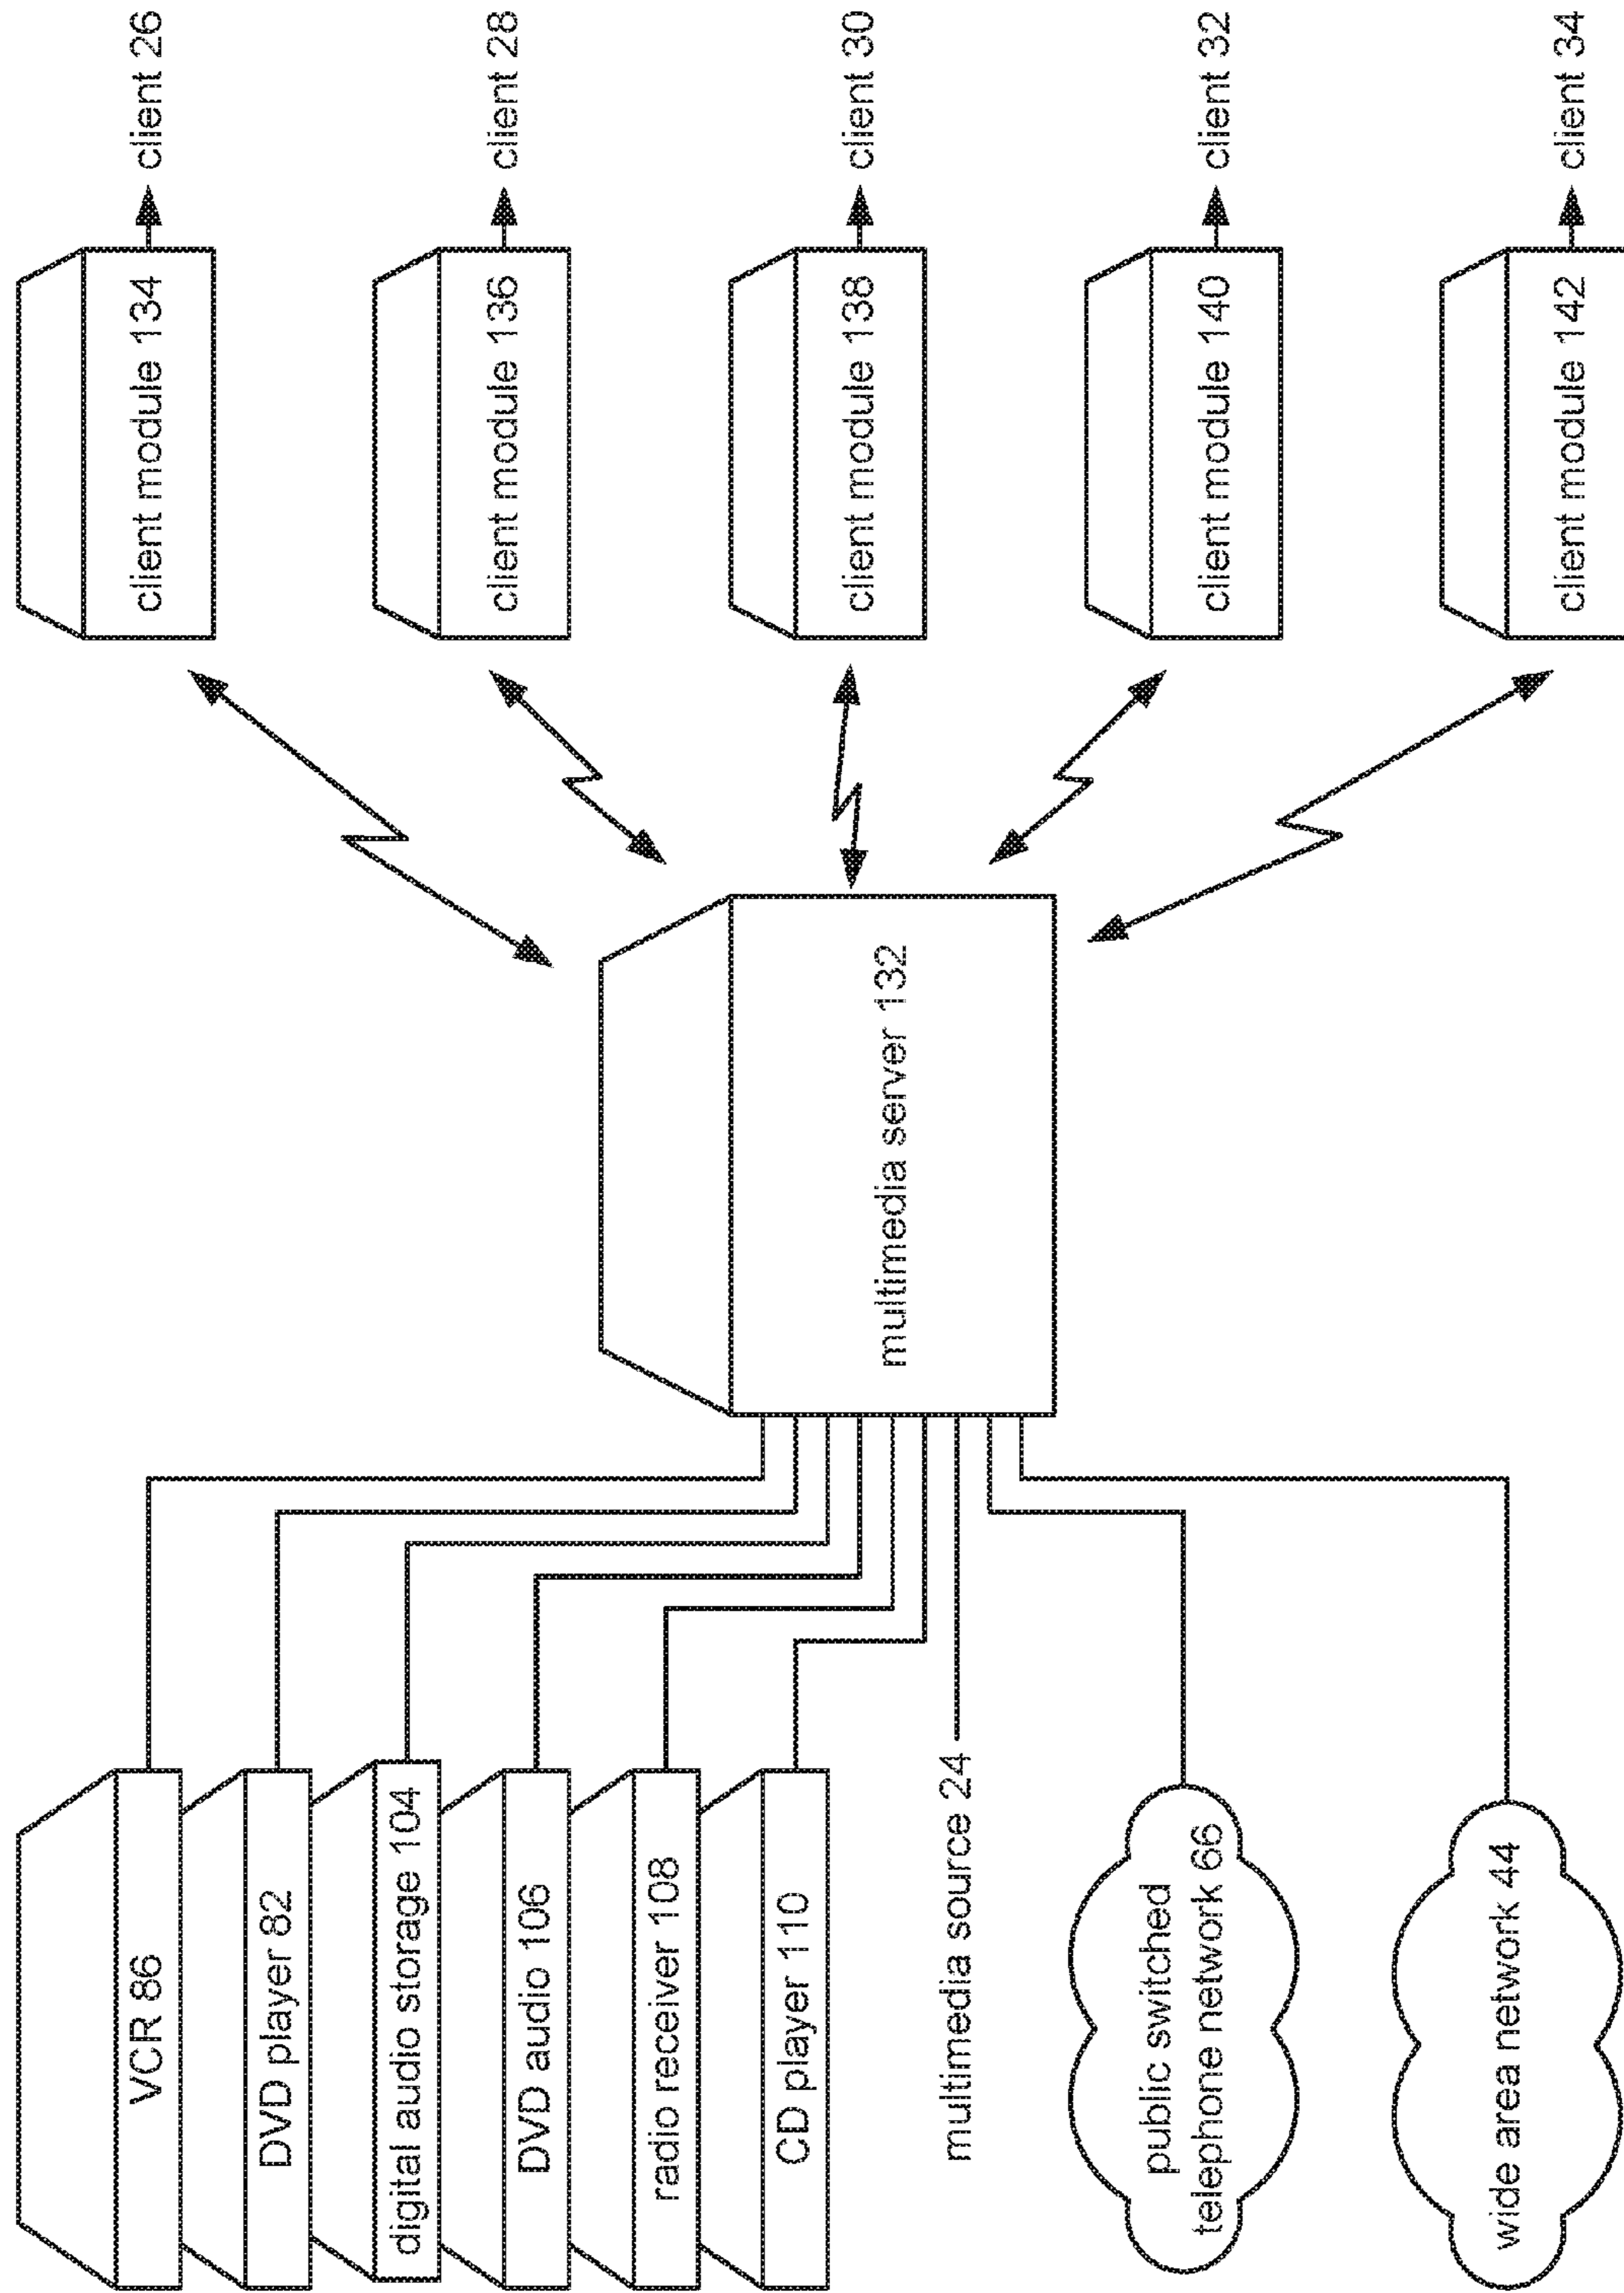 VCR 86
DVD player 82
digital audio storage 104
DVD audio 106
radio receiver 108
CD player 110
multimedia source 24
public switched
telephone network 66
wide area network 44
multimedia server 132
client module 134
client 26
client module 136
client 28
client module 138
client 30
client module 140
client 32
client module 142
client 34